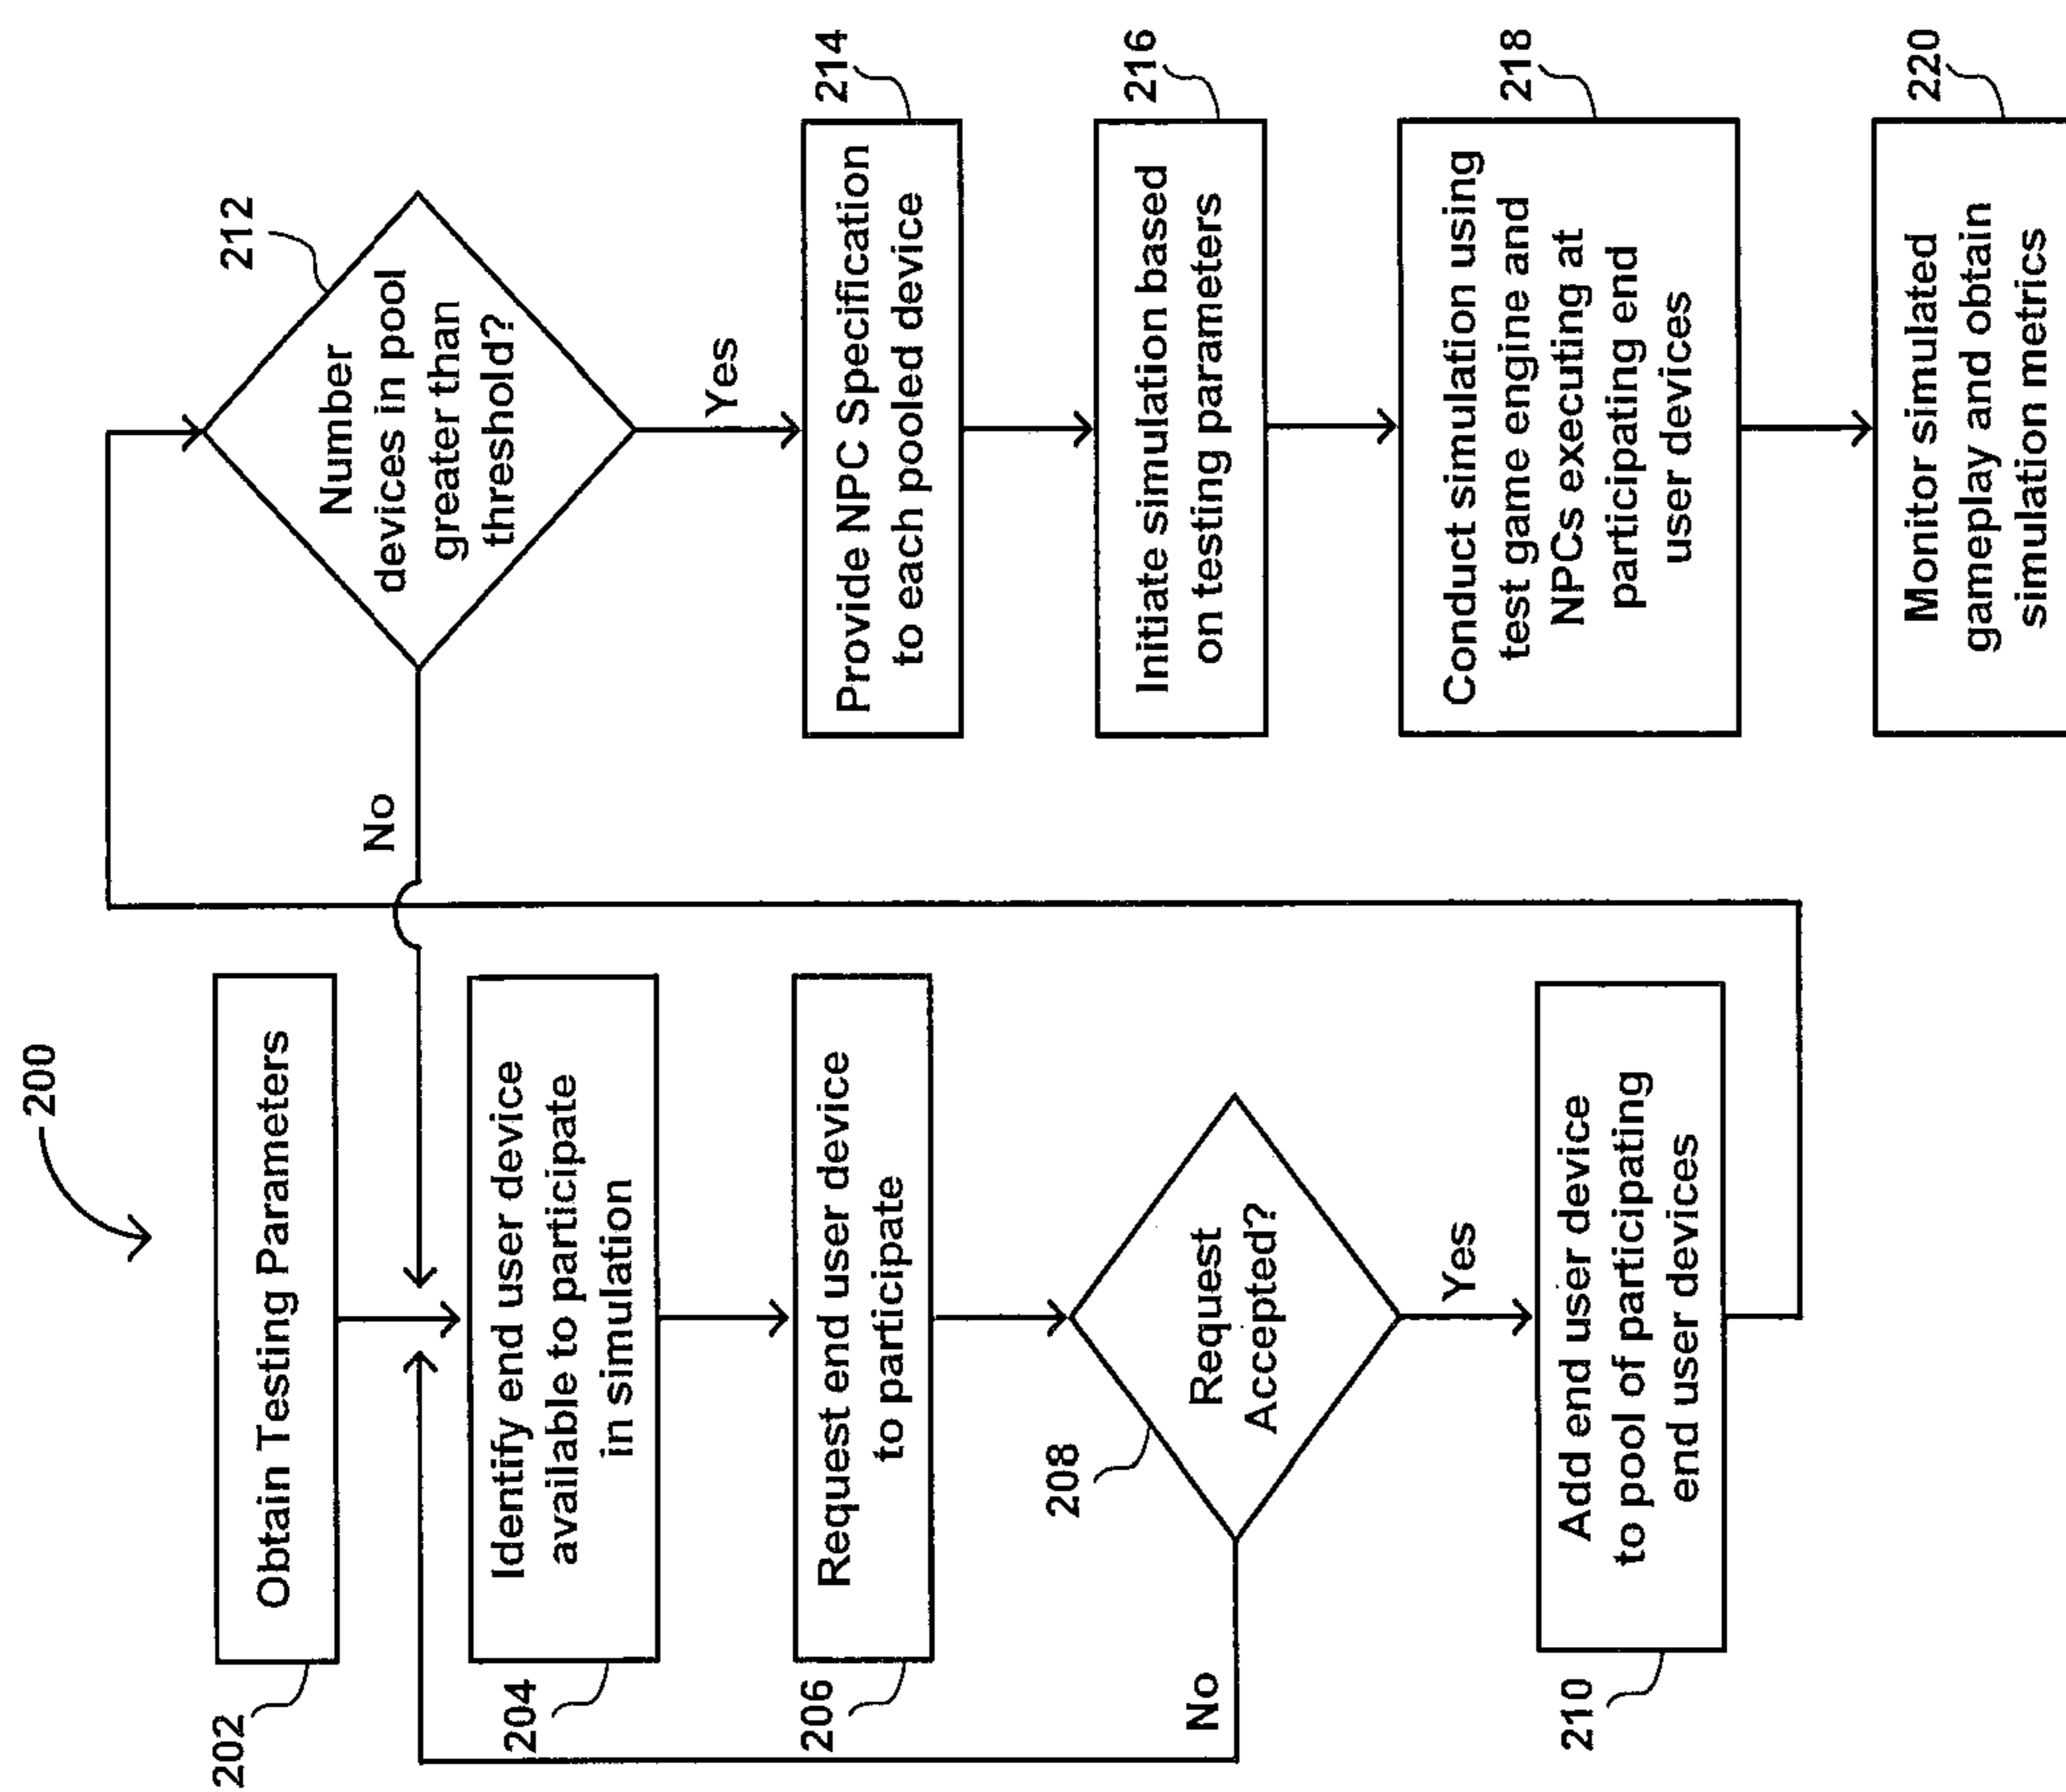 200
202
Obtain Testing Parameters
204
Identify end user device
available to participate
in simulation
206
Request end user device
to participate
208
Request
Accepted?
No
Yes
210
Add end user device
to pool of participating
end user devices
212
Number
devices in pool
greater than
threshold?
No
Yes
214
Provide NPC Specification
to each pooled device
216
Initiate simulation based
on testing parameters
218
Conduct simulation using
test game engine and
NPCs executing at
participating end
user devices
220
Monitor simulated
gameplay and obtain
simulation metrics